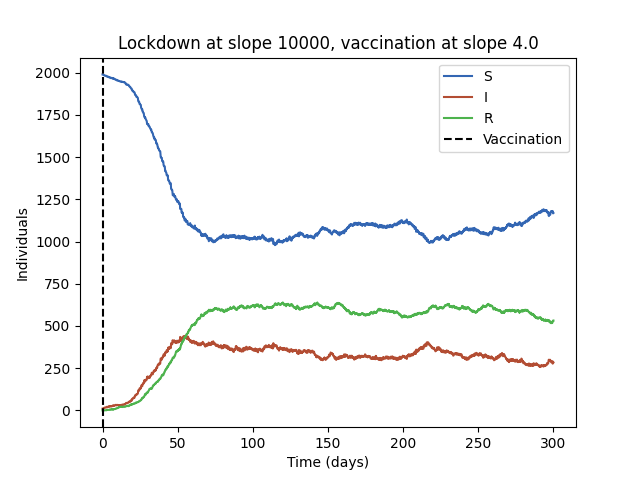 Lockdown at slope 10000, vaccination at slope 4.0
2000
1750
1500
1250
1000
750
500
250
0
Individuals
S
I
R
Vaccination
0 50 100 150 200 250 300
Time (days)